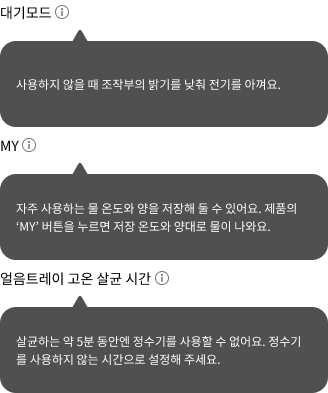 대기모드
사용하지 않을 때 조작부의 밝기를 낮춰 전기를 아껴요.
MY
자주 사용하는 물 온도와 양을 저장해 둘 수 있어요. 제품의
‘MY’ 버튼을 누르면 저장 온도와 양대로 물이 나와요.
얼음트레이 고온 살균 시간
살균하는 약 5분 동안엔 정수기를 사용할 수 없어요. 정수기
를 사용하지 않는 시간으로 설정해 주세요.